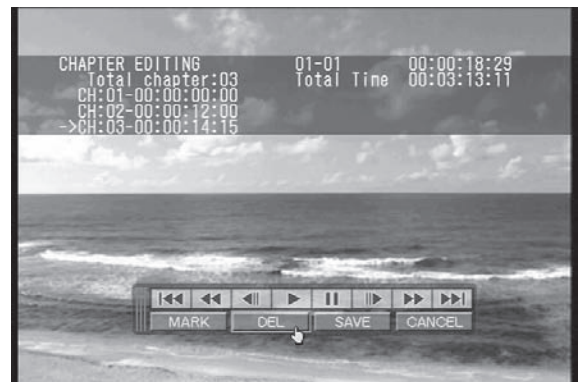 CHAPTER EDITING 01-01 00:00:18:29
Total chapter:03 Total Time 00:03:13:11
CH:01-00:00:00:00
CH:02-00:00:12:00
->CH:03-00:00:14:15
MARK DEL SAVE CANCEL